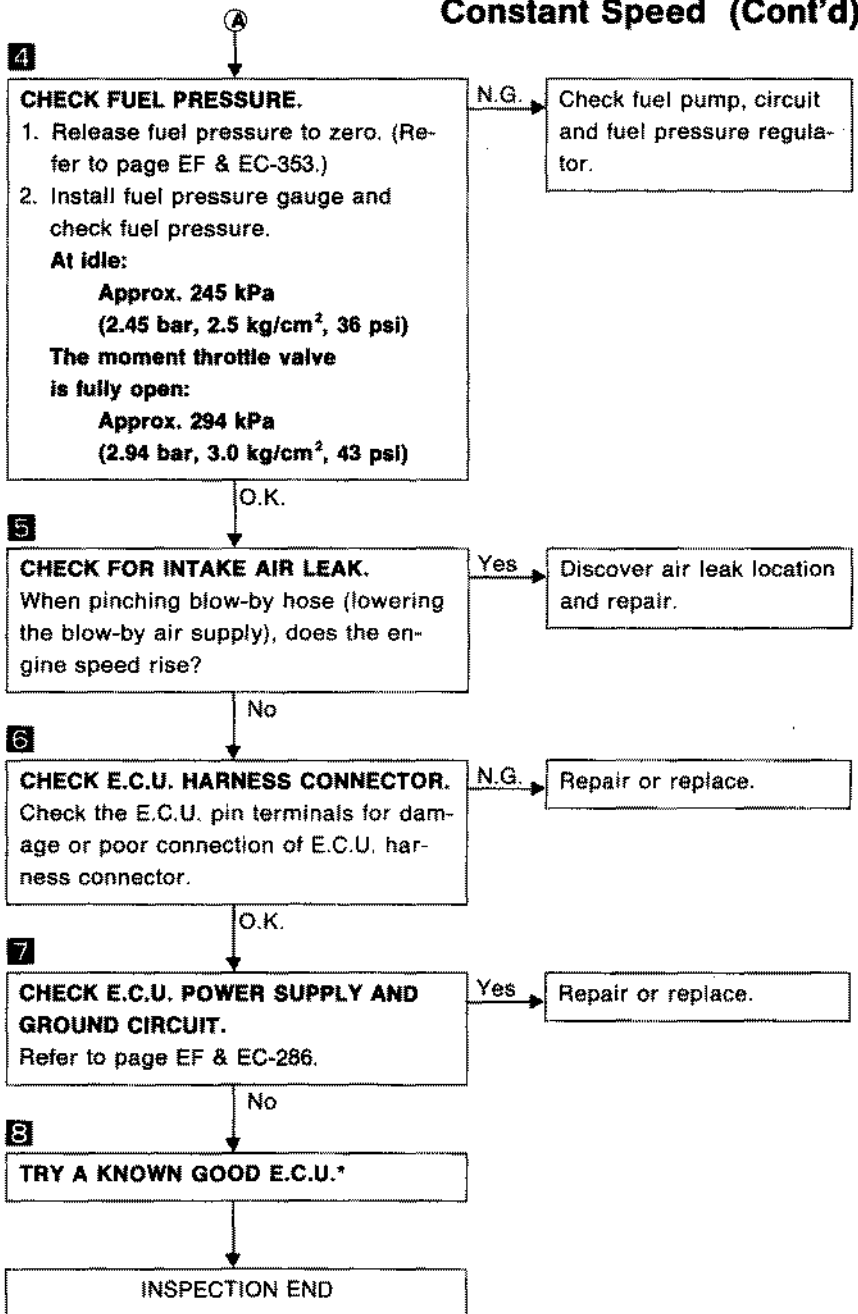 Constant Speed (Cont'd)
A
4
CHECK FUEL PRESSURE.
1. Release fuel pressure to zero. (Re-
fer to page EF & EC-353.)
2. Install fuel pressure gauge and
check fuel pressure.
At idle:
Approx. 245 kPa
(2.45 bar, 2.5 kg/cm², 36 psi)
The moment throttle valve
is fully open:
Approx. 294 kPa
(2.94 bar, 3.0 kg/cm², 43 psi)
N.G.
Check fuel pump, circuit
and fuel pressure regula-
tor.
O.K.
5
CHECK FOR INTAKE AIR LEAK.
When pinching blow-by hose (lowering
the blow-by air supply), does the en-
gine speed rise?
Yes
Discover air leak location
and repair.
No
6
CHECK E.C.U. HARNESS CONNECTOR.
Check the E.C.U. pin terminals for dam-
age or poor connection of E.C.U. har-
ness connector.
N.G.
Repair or replace.
O.K.
7
CHECK E.C.U. POWER SUPPLY AND
GROUND CIRCUIT.
Refer to page EF & EC-286.
Yes
Repair or replace.
No
8
TRY A KNOWN GOOD E.C.U.*
INSPECTION END